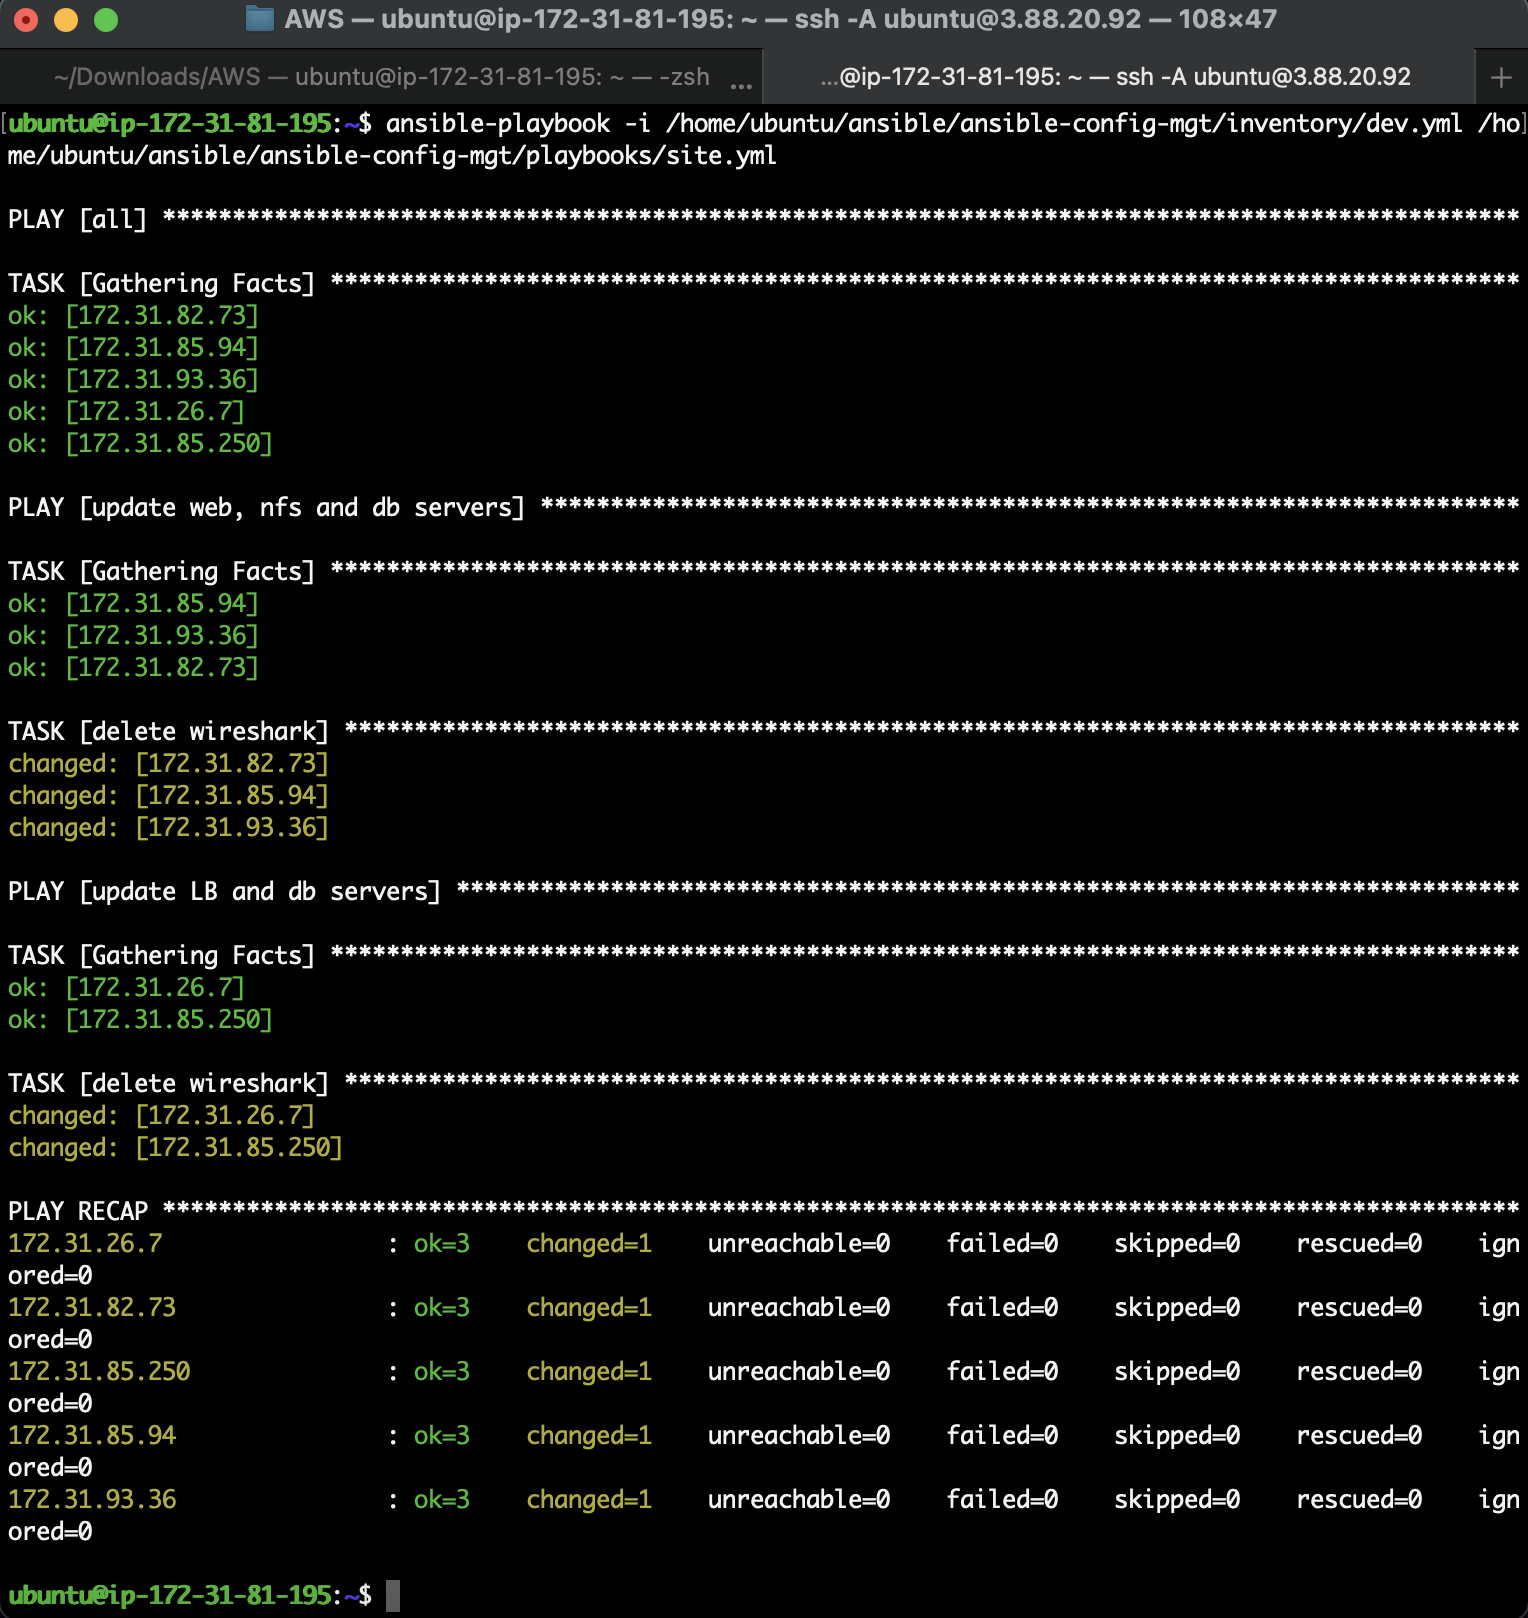 AWS — ubuntu@ip-172-31-81-195: ~ — ssh -A ubuntu@3.88.20.92 — 108×47
~/Downloads/AWS — ubuntu@ip-172-31-81-195: ~ — -zsh ...
...@ip-172-31-81-195: ~ — ssh -A ubuntu@3.88.20.92 +
[ubuntu@ip-172-31-81-195:~$ ansible-playbook -i /home/ubuntu/ansible/ansible-config-mgt/inventory/dev.yml /ho]
me/ubuntu/ansible/ansible-config-mgt/playbooks/site.yml
PLAY [all] *************************************************************************************************
TASK [Gathering Facts] *************************************************************************************
ok: [172.31.82.73]
ok: [172.31.85.94]
ok: [172.31.93.36]
ok: [172.31.26.7]
ok: [172.31.85.250]
PLAY [update web, nfs and db servers] **********************************************************************
TASK [Gathering Facts] *************************************************************************************
ok: [172.31.85.94]
ok: [172.31.93.36]
ok: [172.31.82.73]
TASK [delete wireshark] ************************************************************************************
changed: [172.31.82.73]
changed: [172.31.85.94]
changed: [172.31.93.36]
PLAY [update LB and db servers] ****************************************************************************
TASK [Gathering Facts] *************************************************************************************
ok: [172.31.26.7]
ok: [172.31.85.250]
TASK [delete wireshark] ************************************************************************************
changed: [172.31.26.7]
changed: [172.31.85.250]
PLAY RECAP *************************************************************************************************
172.31.26.7                : ok=3    changed=1    unreachable=0    failed=0    skipped=0    rescued=0    ign
ored=0
172.31.82.73               : ok=3    changed=1    unreachable=0    failed=0    skipped=0    rescued=0    ign
ored=0
172.31.85.250              : ok=3    changed=1    unreachable=0    failed=0    skipped=0    rescued=0    ign
ored=0
172.31.85.94               : ok=3    changed=1    unreachable=0    failed=0    skipped=0    rescued=0    ign
ored=0
172.31.93.36               : ok=3    changed=1    unreachable=0    failed=0    skipped=0    rescued=0    ign
ored=0
ubuntu@ip-172-31-81-195:~$